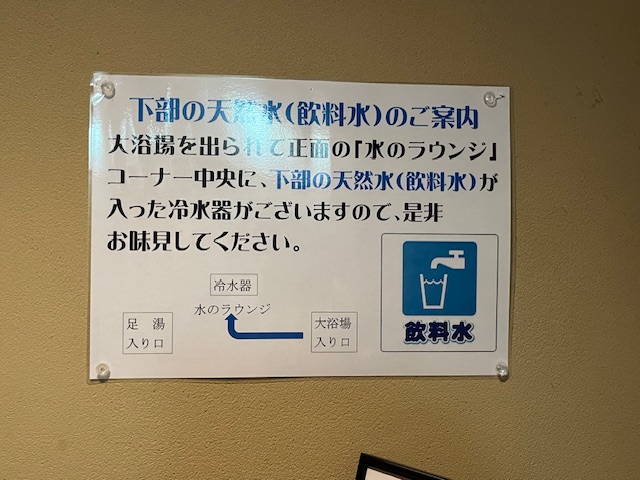 下部の天然水(飲料水)のご案内
大浴場を出られて正面の「水のラウンジ」
コーナー中央に、下部の天然水(飲料水)が
入った冷水器がございますので、是非
お味見してください。
冷水器
水のラウンジ
足 湯
入り口
大浴場
入り口
飲料水